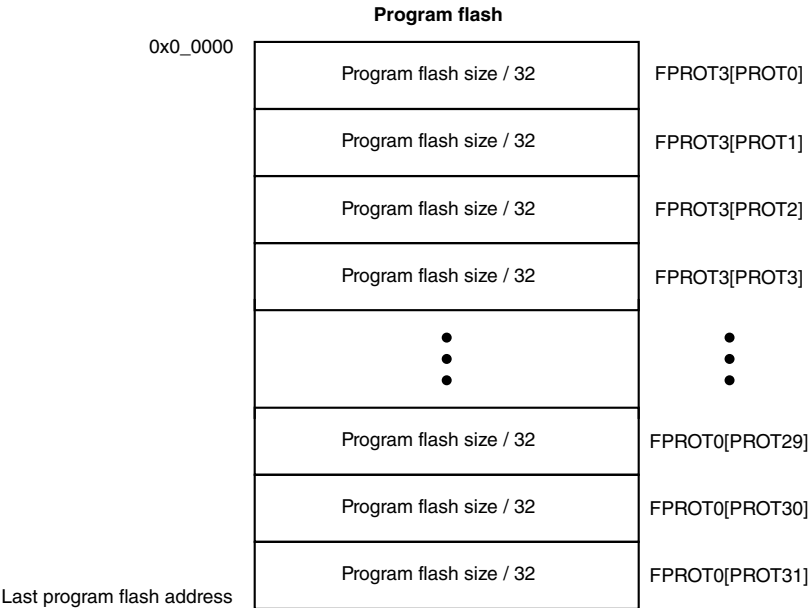 Program flash
0x0_0000
Program flash size / 32 FPROT3[PROT0]
Program flash size / 32 FPROT3[PROT1]
Program flash size / 32 FPROT3[PROT2]
Program flash size / 32 FPROT3[PROT3]
Program flash size / 32 FPROT0[PROT29]
Program flash size / 32 FPROT0[PROT30]
Program flash size / 32 FPROT0[PROT31]
Last program flash address